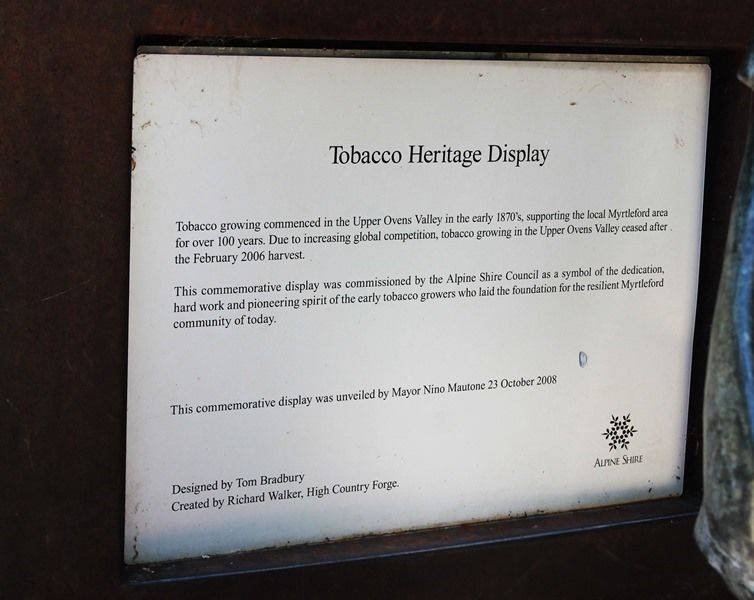 Tobacco Heritage Display
Tobacco growing commenced in the Upper Ovens Valley in the early 1870's, supporting the local Myrtleford area
for over 100 years. Due to increasing global competition, tobacco growing in the Upper Ovens Valley ceased after
the February 2006 harvest.
This commemorative display was commissioned by the Alpine Shire Council as a symbol of the dedication,
hard work and pioneering spirit of the early tobacco growers who laid the foundation for the resilient Myrtleford
community of today.
This commemorative display was unveiled by Mayor Nino Mautone 23 October 2008
ALPINE SHIRE
Designed by Tom Bradbury
Created by Richard Walker, High Country Forge.